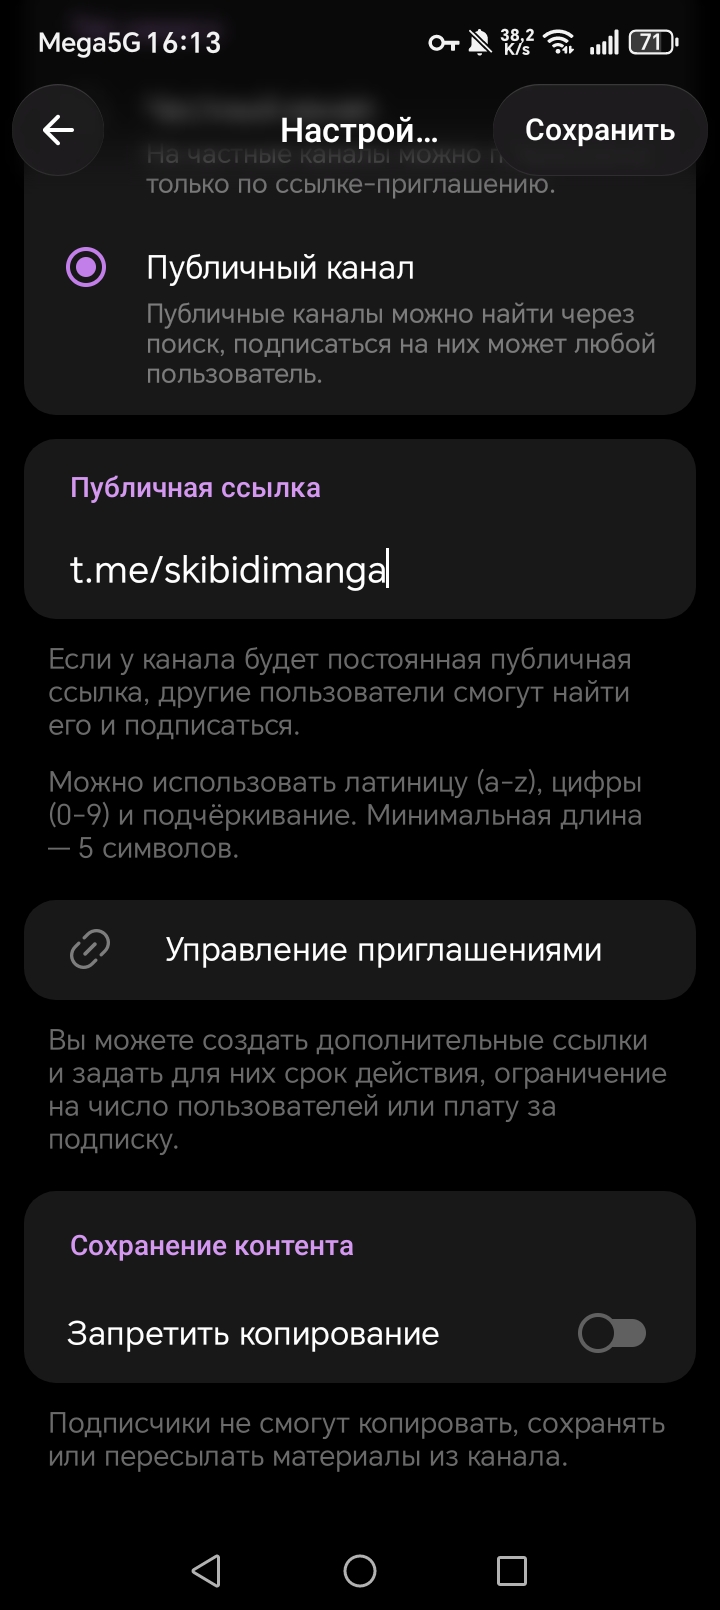 Mega5G 16:13
38,2
K/s
71
Настрой...
Сохранить
На частные каналы можно
только по ссылке-приглашению.
Публичный канал
Публичные каналы можно найти через
поиск, подписаться на них может любой
пользователь.
Публичная ссылка
t.me/skibidimanga
Если у канала будет постоянная публичная
ссылка, другие пользователи смогут найти
его и подписаться.
Можно использовать латиницу (a–z), цифры
(0–9) и подчёркивание. Минимальная длина
— 5 символов.
Управление приглашениями
Вы можете создать дополнительные ссылки
и задать для них срок действия, ограничение
на число пользователей или плату за
подписку.
Сохранение контента
Запретить копирование
Подписчики не смогут копировать, сохранять
или пересылать материалы из канала.